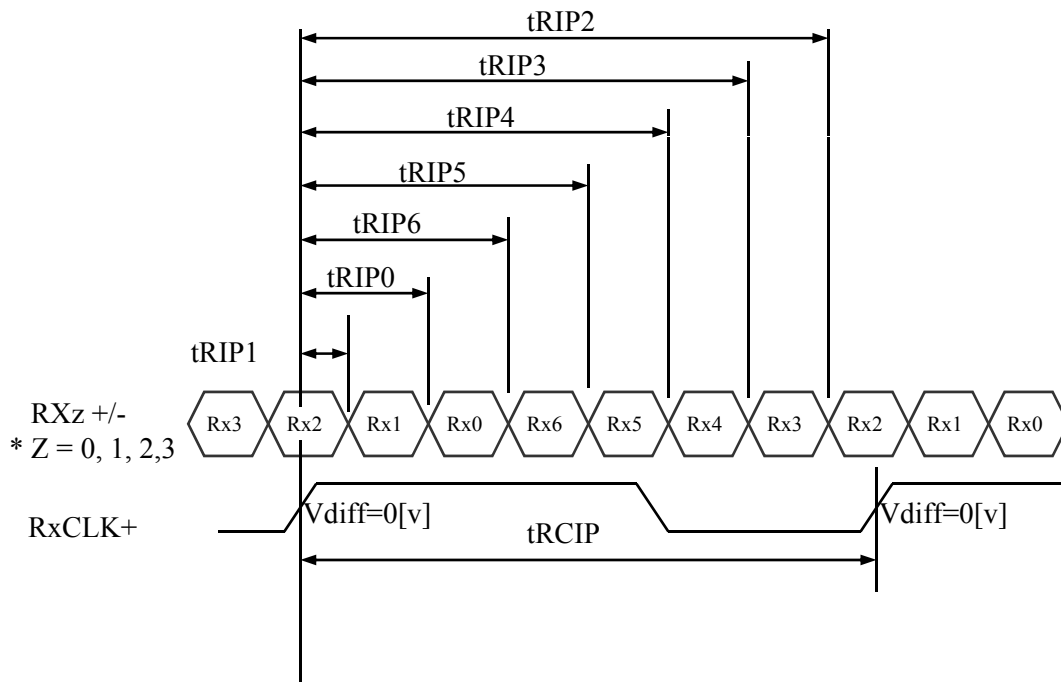 tRIP2
tRIP3
tRIP4
tRIP5
tRIP6
tRIP0
tRIP1
RXz +/-
* Z = 0, 1, 2,3
Rx3 Rx2 Rx1 Rx0 Rx6 Rx5 Rx4 Rx3 Rx2 Rx1 Rx0
RxCLK+
Vdiff=0[v] Vdiff=0[v]
tRCIP